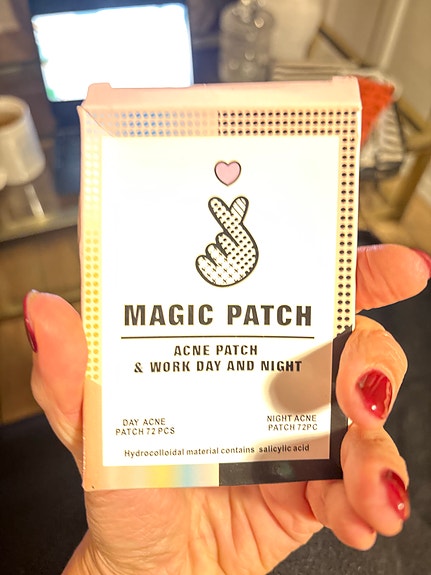 MAGIC PATCH
ACNE PATCH
& WORK DAY AND NIGHT
DAY ACNE
PATCH 72 PCS
NIGHT ACNE
PATCH 72PC
Hydrocolloidal material contains salicylic acid